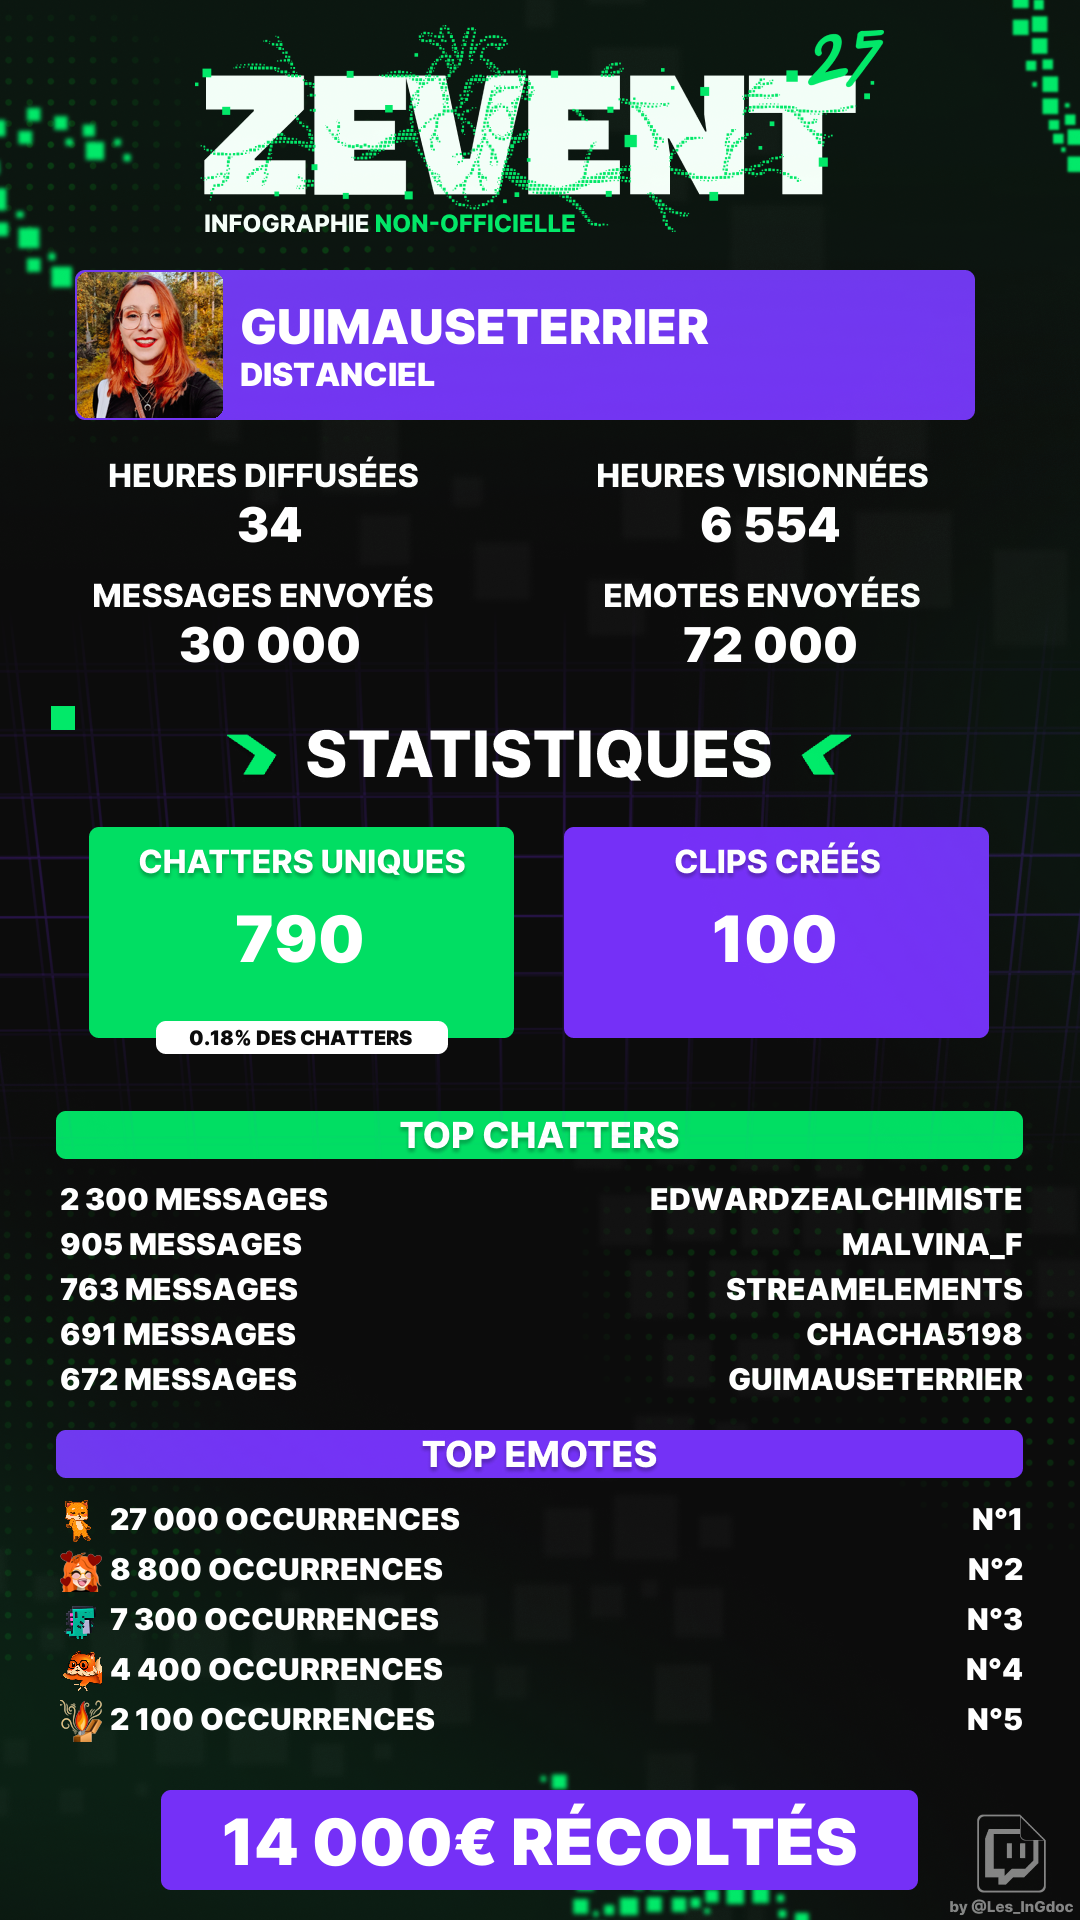 ZEVENT 25
INFOGRAPHIE NON-OFFICIELLE
GUIMAUSETERRIER
DISTANCIEL
HEURES DIFFUSÉES
34
HEURES VISIONNÉES
6 554
MESSAGES ENVOYÉS
30 000
EMOTES ENVOYÉES
72 000
STATISTIQUES
CHATTERS UNIQUES
790
0.18% DES CHATTERS
CLIPS CRÉÉS
100
TOP CHATTERS
2 300 MESSAGES EDWARDZEALCHIMISTE
905 MESSAGES MALVINA_F
763 MESSAGES STREAMELEMENTS
691 MESSAGES CHACHA5198
672 MESSAGES GUIMAUSETERRIER
TOP EMOTES
27 000 OCCURRENCES N°1
8 800 OCCURRENCES N°2
7 300 OCCURRENCES N°3
4 400 OCCURRENCES N°4
2 100 OCCURRENCES N°5
14 000€ RÉCOLTÉS
by @Les_InGdoc